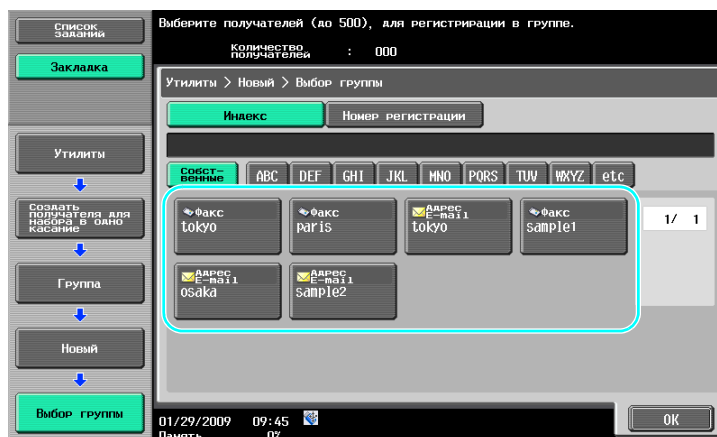 Список
заданий
Закладка
Утилиты
Создать
получателя для
набора в одно
касание
Группа
Новый
Выбор группы
Выберите получателей (до 500), для регистрирации в группе.
Количество
получателей : 000
Утилиты > Новый > Выбор группы
Индекс Номер регистрации
Собст-
венные ABC DEF GHI JKL MNO PQRS TUV WXYZ etc
Факс
tokyo
Факс
paris
Адрес
E-mail
tokyo
Факс
sample1
1/ 1
Адрес
E-mail
osaka
Адрес
E-mail
sample2
01/29/2009 09:45
Память 0%
OK